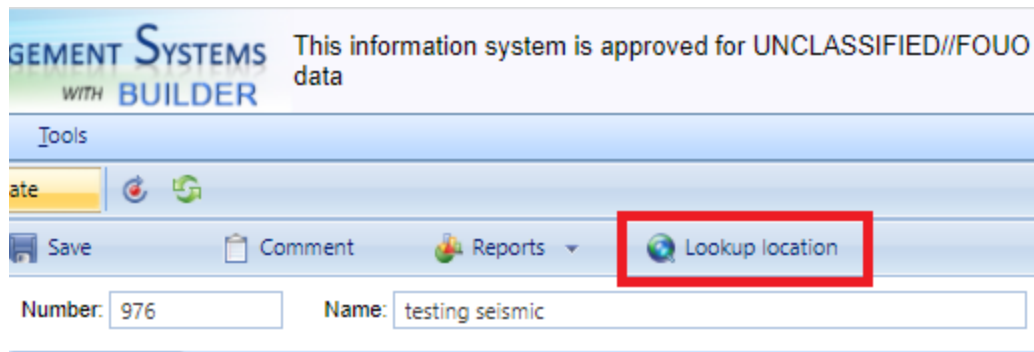 GEMENT SYSTEMS
WITH BUILDER
This information system is approved for UNCLASSIFIED//FOUO
data
Tools
ate
Save Comment Reports Lookup location
Number: 976 Name: testing seismic